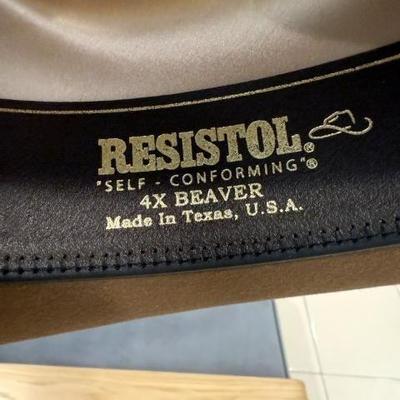 RESISTOL®
"SELF - CONFORMING"®
4X BEAVER
Made In Texas, U.S.A.